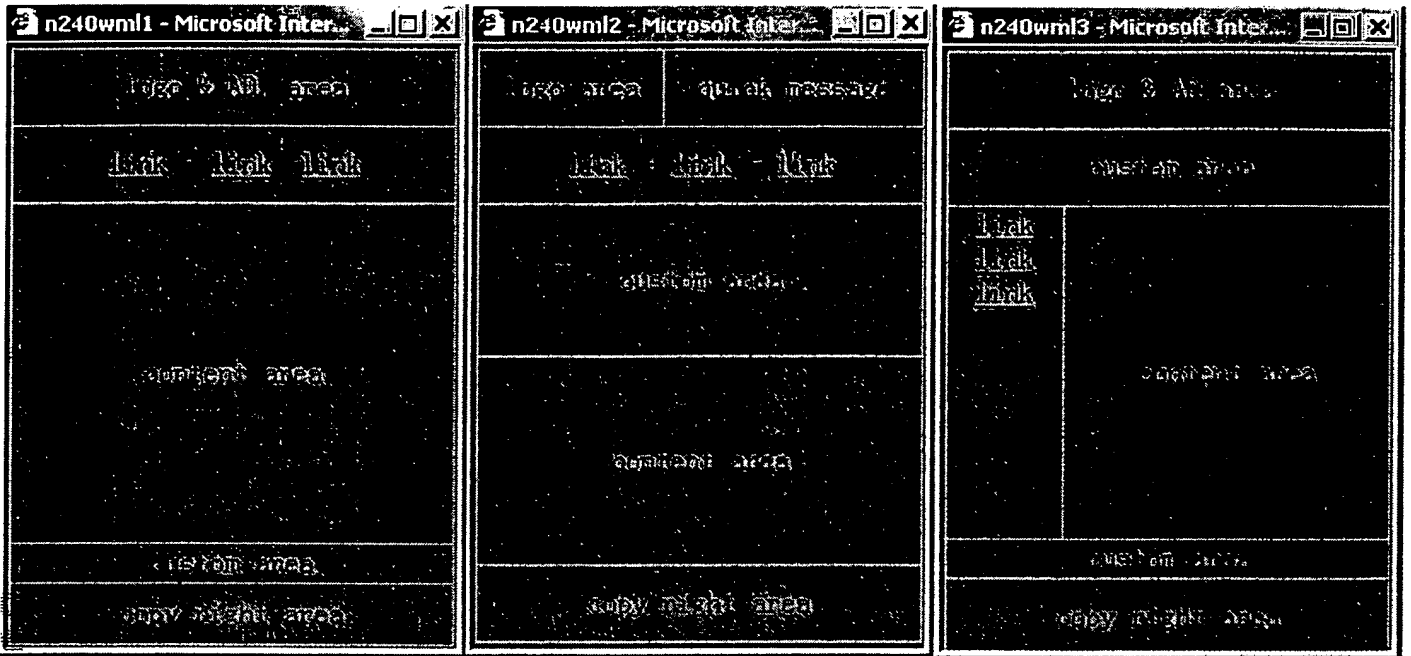 n240wml1 - Microsoft Inter...
logo & AD. area
link - link - link
content area
custom area
copy right area
n240wml2 - Microsoft Inter...
logo area
quick message
link - link - link
custom area
content area
copy right area
n240wml3 - Microsoft Inter...
logo & AD area
custom area
link
link
link
content area
custom area
copy right area